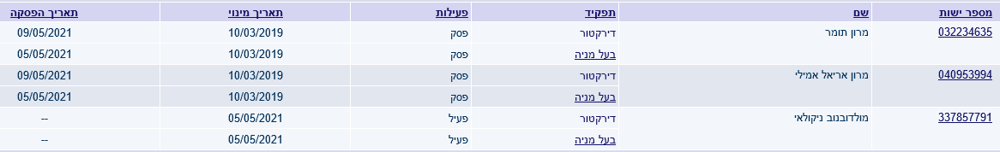 מספר ישות שם תפקיד פעילות תאריך מינוי תאריך הפסקה
032234635 מרון תומר דירקטור פסק 10/03/2019 09/05/2021
בעל מניה פסק 10/03/2019 05/05/2021
040953994 מרון אריאל אמילי דירקטור פסק 10/03/2019 09/05/2021
בעל מניה פסק 10/03/2019 05/05/2021
337857791 מולדובנוב ניקולאי דירקטור פעיל 05/05/2021 --
בעל מניה פעיל 05/05/2021 --